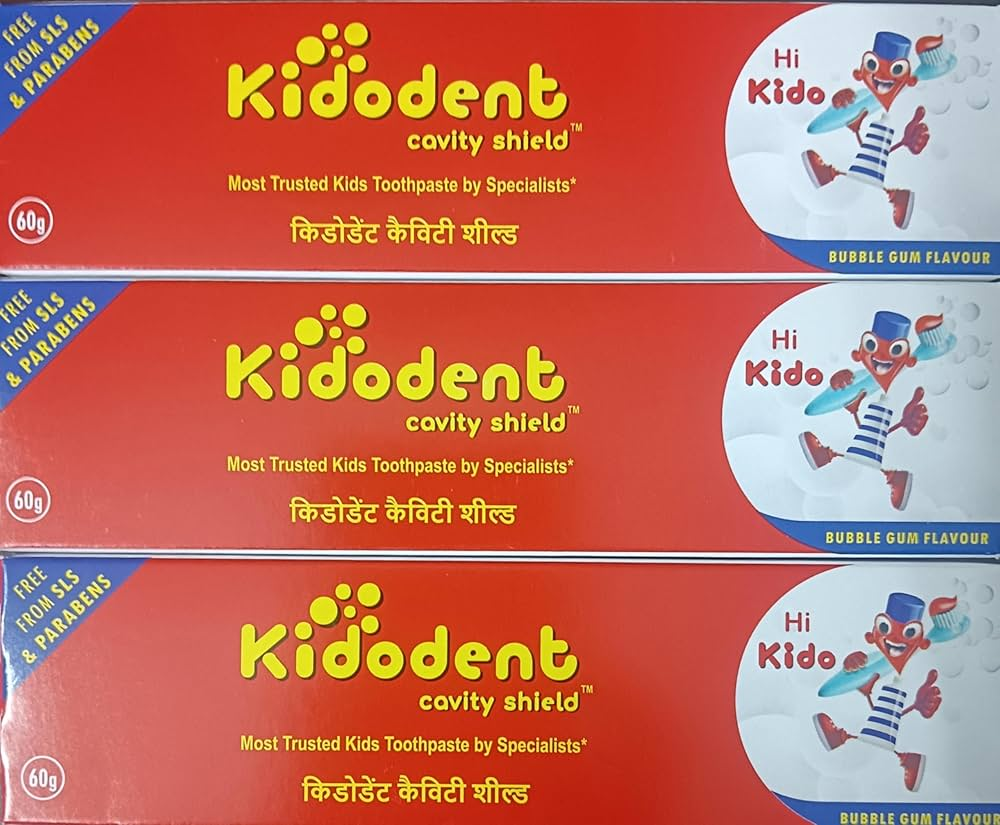 FREE
FROM SLS
& PARABENS
Kidodent
cavity shield™
Most Trusted Kids Toothpaste by Specialists*
किडोडेंट कैविटी शील्ड
60g
Hi
Kido
BUBBLE GUM FLAVOUR
FREE
FROM SLS
& PARABENS
Kidodent
cavity shield™
Most Trusted Kids Toothpaste by Specialists*
किडोडेंट कैविटी शील्ड
60g
Hi
Kido
BUBBLE GUM FLAVOUR
FREE
FROM SLS
& PARABENS
Kidodent
cavity shield™
Most Trusted Kids Toothpaste by Specialists*
किडोडेंट कैविटी शील्ड
60g
Hi
Kido
BUBBLE GUM FLAVOUR